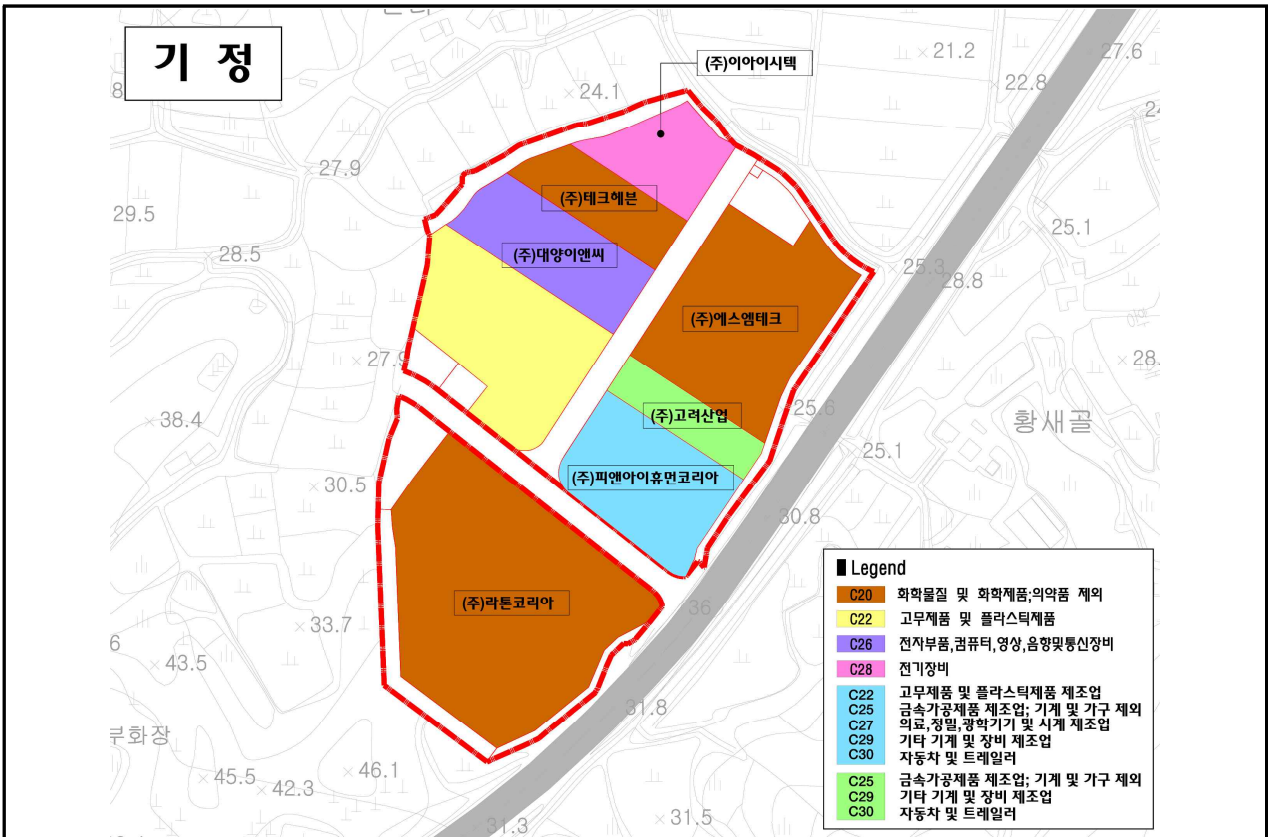 기 정
(주)이아이시텍
21.2
27.6
22.8
24.1
27.9
(주)테크헤븐
29.5
25.1
28.5
(주)대양이앤씨
25.3
28.8
(주)에스엠테크
27.9
28.
38.4
(주)고려산업
25.6
황새골
25.1
(주)피앤아이휴먼코리아
30.5
30.8
Legend
C20 화학물질 및 화학제품;의약품 제외
C22 고무제품 및 플라스틱제품
C26 전자부품,컴퓨터,영상,음향및통신장비
C28 전기장비
C22 고무제품 및 플라스틱제품 제조업
C25 금속가공제품 제조업; 기계 및 가구 제외
C27 의료,정밀,광학기기 및 시계 제조업
C29 기타 기계 및 장비 제조업
C30 자동차 및 트레일러
C25 금속가공제품 제조업; 기계 및 가구 제외
C29 기타 기계 및 장비 제조업
C30 자동차 및 트레일러
(주)라톤코리아
36
33.7
43.5
31.8
부화장
45.5
46.1
42.3
31.3
31.5